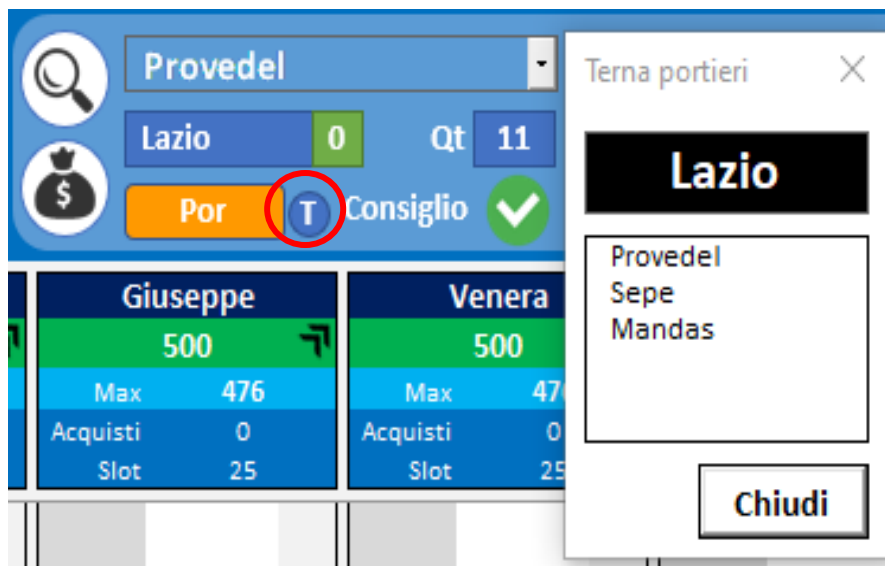 Provedel
Lazio 0 Qt 11
Por T Consiglio
$
Giuseppe
500
Max 476
Acquisti 0
Slot 25
Venera
500
Max
Acquisti 0
Slot 25
Terna portieri
Lazio
Provedel
Sepe
Mandas
Chiudi